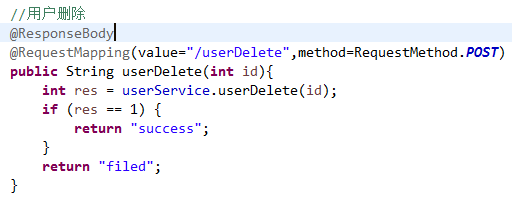 //用户删除
@ResponseBody
@RequestMapping(value="/userDelete",method=RequestMethod.POST)
public String userDelete(int id){
    int res = userService.userDelete(id);
    if (res == 1) {
        return "success";
    }
    return "filed";
}